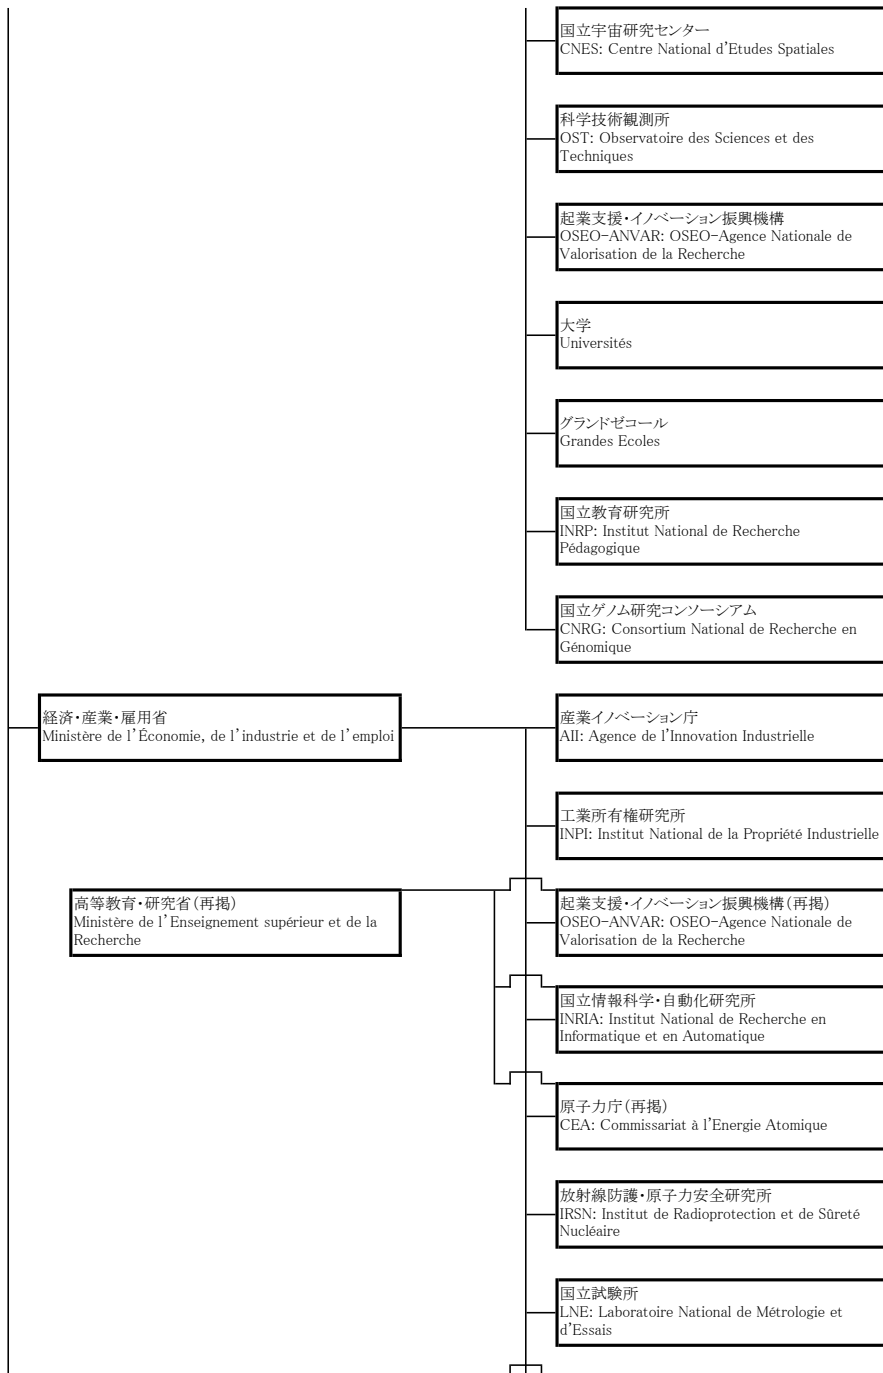 国立宇宙研究センター
CNES: Centre National d'Etudes Spatiales
科学技術観測所
OST: Observatoire des Sciences et des
Techniques
起業支援・イノベーション振興機構
OSEO-ANVAR: OSEO-Agence Nationale de
Valorisation de la Recherche
大学
Universités
グランドゼコール
Grandes Ecoles
国立教育研究所
INRP: Institut National de Recherche
Pédagogique
国立ゲノム研究コンソーシアム
CNRG: Consortium National de Recherche en
Génomique
経済・産業・雇用省
Ministère de l'Économie, de l'industrie et de l'emploi
産業イノベーション庁
AII: Agence de l'Innovation Industrielle
工業所有権研究所
INPI: Institut National de la Propriété Industrielle
高等教育・研究省(再掲)
Ministère de l'Enseignement supérieur et de la
Recherche
起業支援・イノベーション振興機構(再掲)
OSEO-ANVAR: OSEO-Agence Nationale de
Valorisation de la Recherche
国立情報科学・自動化研究所
INRIA: Institut National de Recherche en
Informatique et en Automatique
原子力庁(再掲)
CEA: Commissariat à l'Energie Atomique
放射線防護・原子力安全研究所
IRSN: Institut de Radioprotection et de Sûreté
Nucléaire
国立試験所
LNE: Laboratoire National de Métrologie et
d'Essais